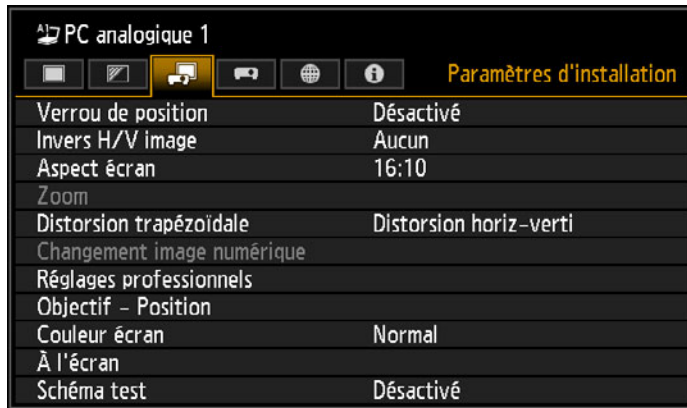 PC analogique 1
Paramètres d'installation
Verrou de position Désactivé
Invers H/V image Aucun
Aspect écran 16:10
Zoom
Distorsion trapézoïdale Distorsion horiz-verti
Changement image numérique
Réglages professionnels
Objectif - Position
Couleur écran Normal
À l'écran
Schéma test Désactivé